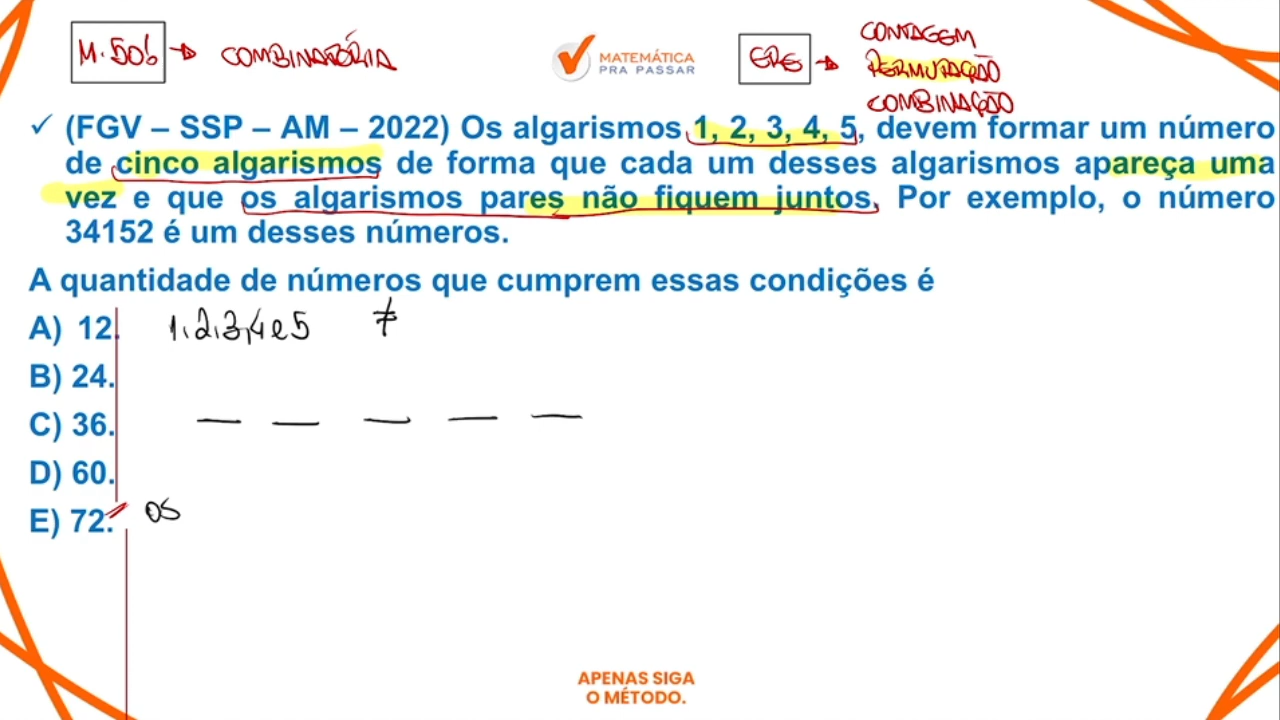 M.50! → COMBINATÓRIA
MATEMÁTICA
PRA PASSAR
→ CONTAGEM
PERMUTAÇÃO
COMBINAÇÃO
✓ (FGV – SSP – AM – 2022) Os algarismos 1, 2, 3, 4, 5, devem formar um número
de cinco algarismos de forma que cada um desses algarismos apareça uma
vez e que os algarismos pares não fiquem juntos. Por exemplo, o número
34152 é um desses números.
A quantidade de números que cumprem essas condições é
A) 12.
1,2,3,4 e 5 ≠
B) 24.
C) 36.
D) 60.
E) 72.
OS
APENAS SIGA
O MÉTODO.